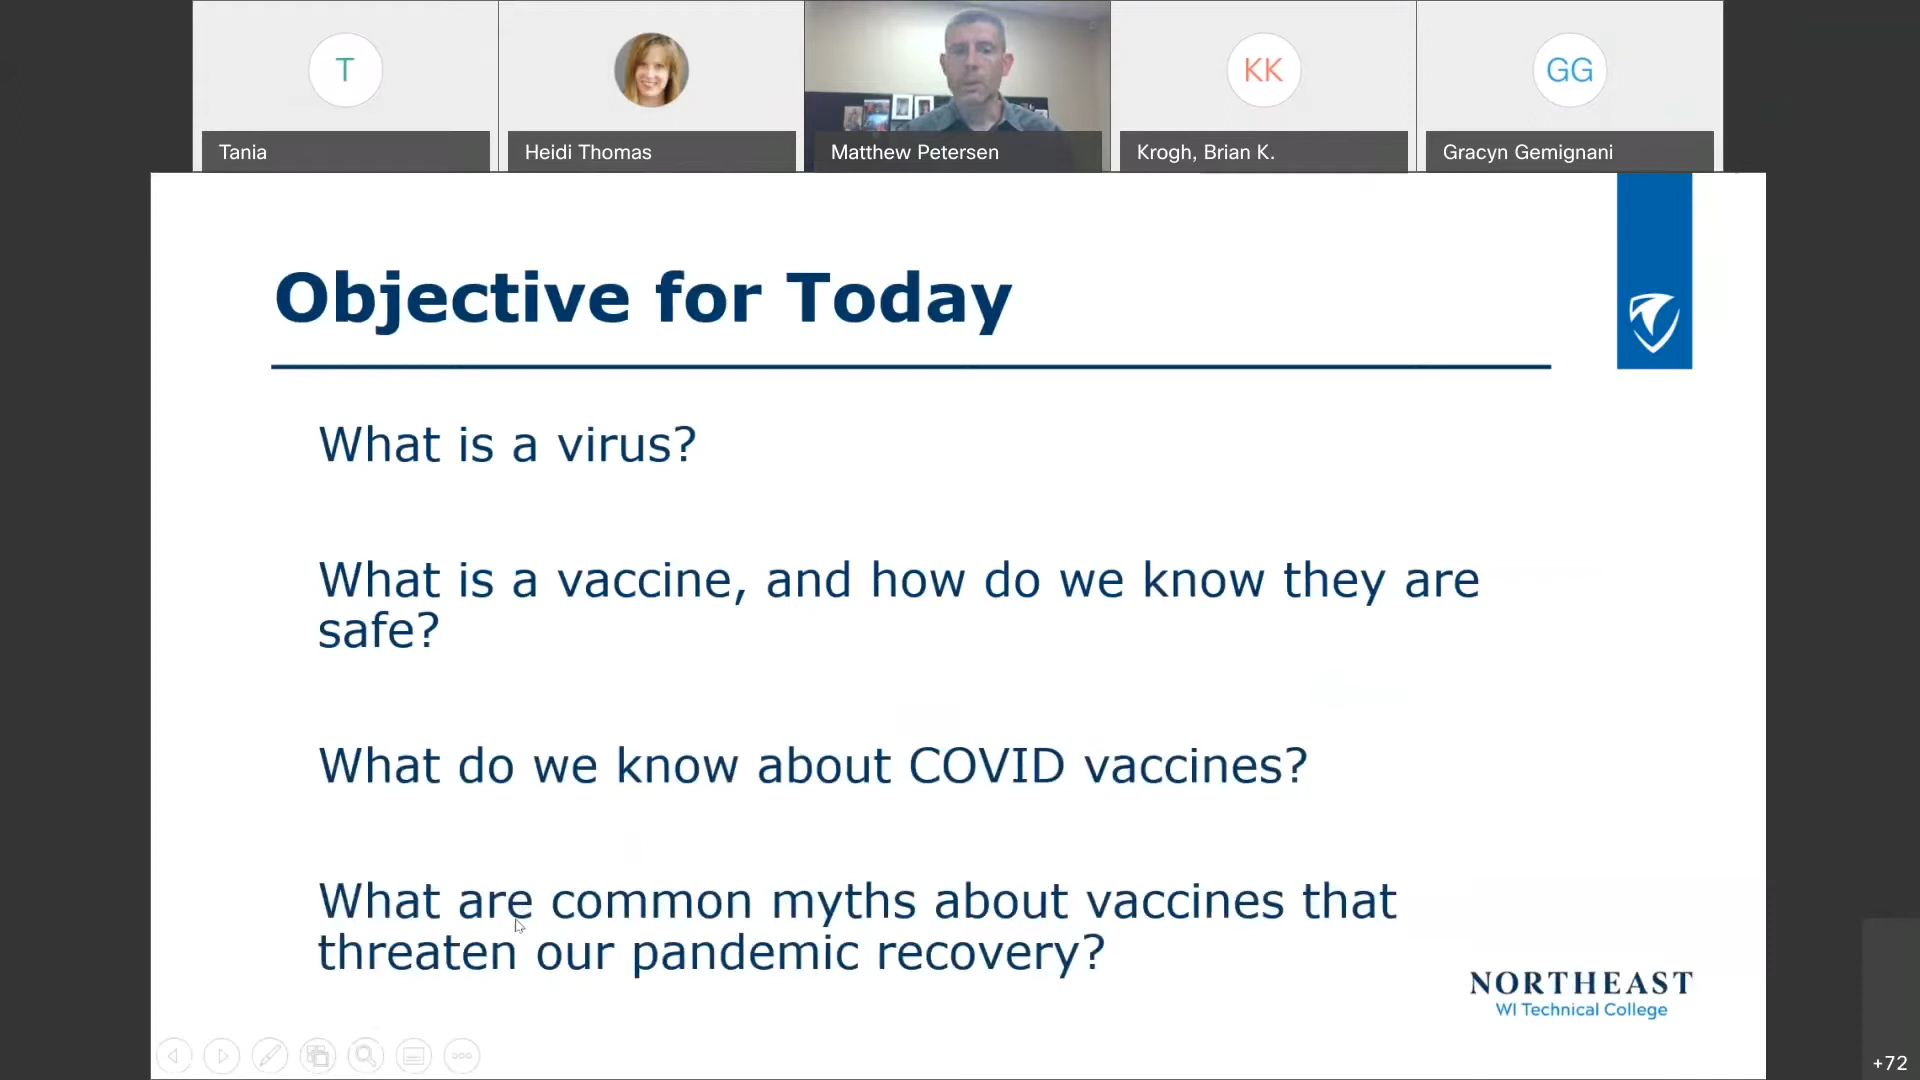 T
KK
GG
Tania
Heidi Thomas
Matthew Petersen
Krogh, Brian K.
Gracyn Gemignani
Objective for Today
What is a virus?
What is a vaccine, and how do we know they are
safe?
What do we know about COVID vaccines?
What are common myths about vaccines that
threaten our pandemic recovery?
NORTHEAST
WI Technical College
+72